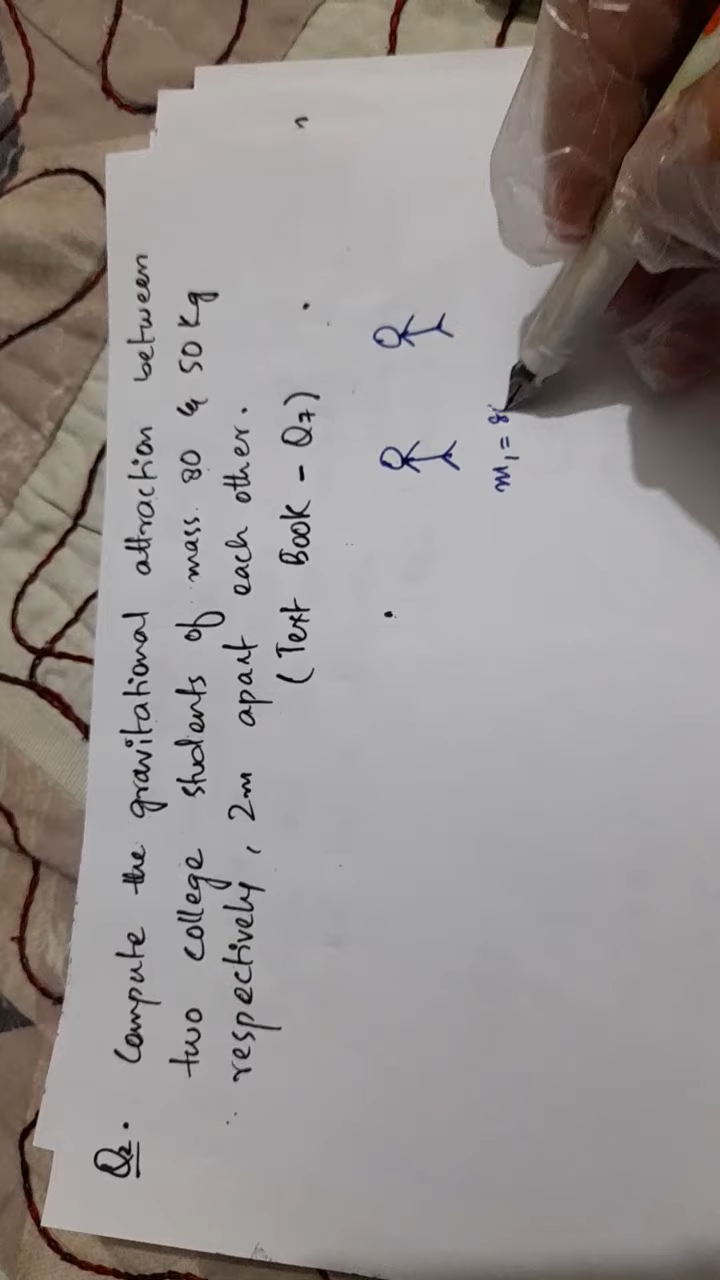 Q2. Compute the gravitational attraction between
two college students of mass 80 & 50 Kg
respectively, 2m apart each other.
(Text Book - Q7)
m₁ = 8